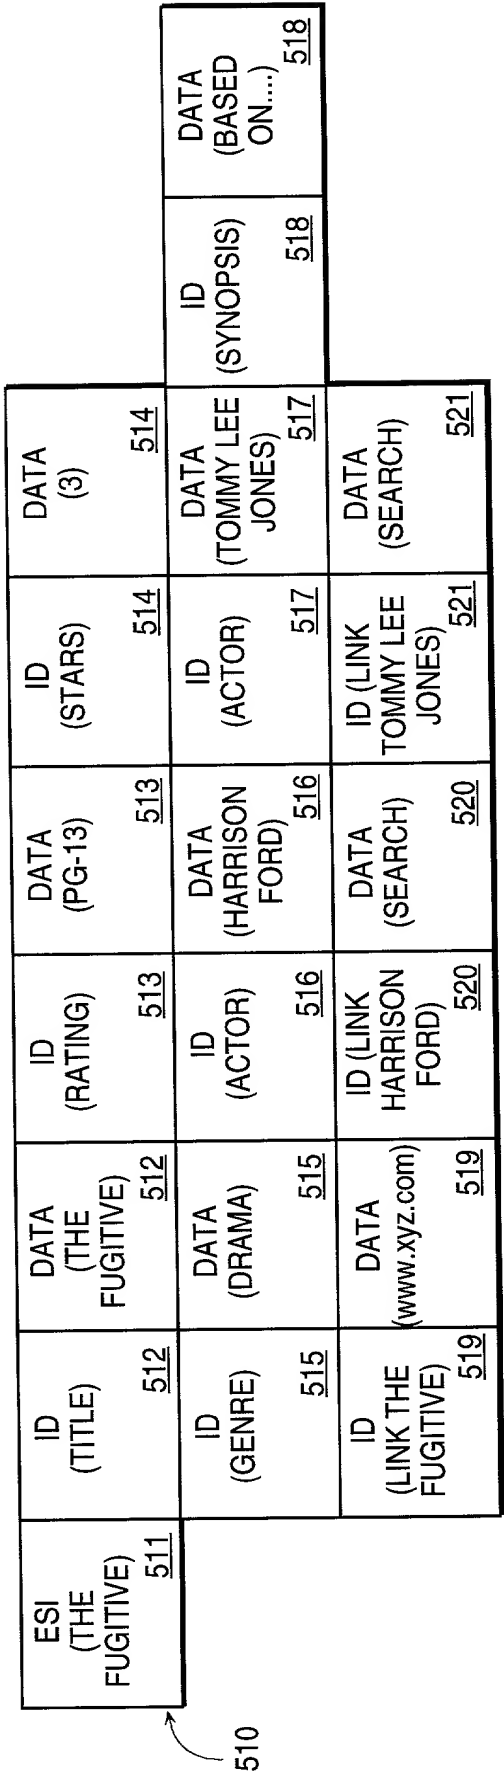 ESI
(THE
FUGITIVE)
511
ID
(TITLE)
512
DATA
(THE
FUGITIVE)
512
ID
(RATING)
513
DATA
(PG-13)
513
ID
(STARS)
514
DATA
(3)
514
ID
(GENRE)
515
DATA
(DRAMA)
515
ID
(ACTOR)
516
DATA
(HARRISON
FORD)
516
ID
(ACTOR)
517
DATA
(TOMMY LEE
JONES)
517
ID
(SYNOPSIS)
518
DATA
(BASED
ON....)
518
ID
(LINK THE
FUGITIVE)
519
DATA
(www.xyz.com)
519
ID (LINK
HARRISON
FORD)
520
DATA
(SEARCH)
520
ID (LINK
TOMMY LEE
JONES)
521
DATA
(SEARCH)
521
510